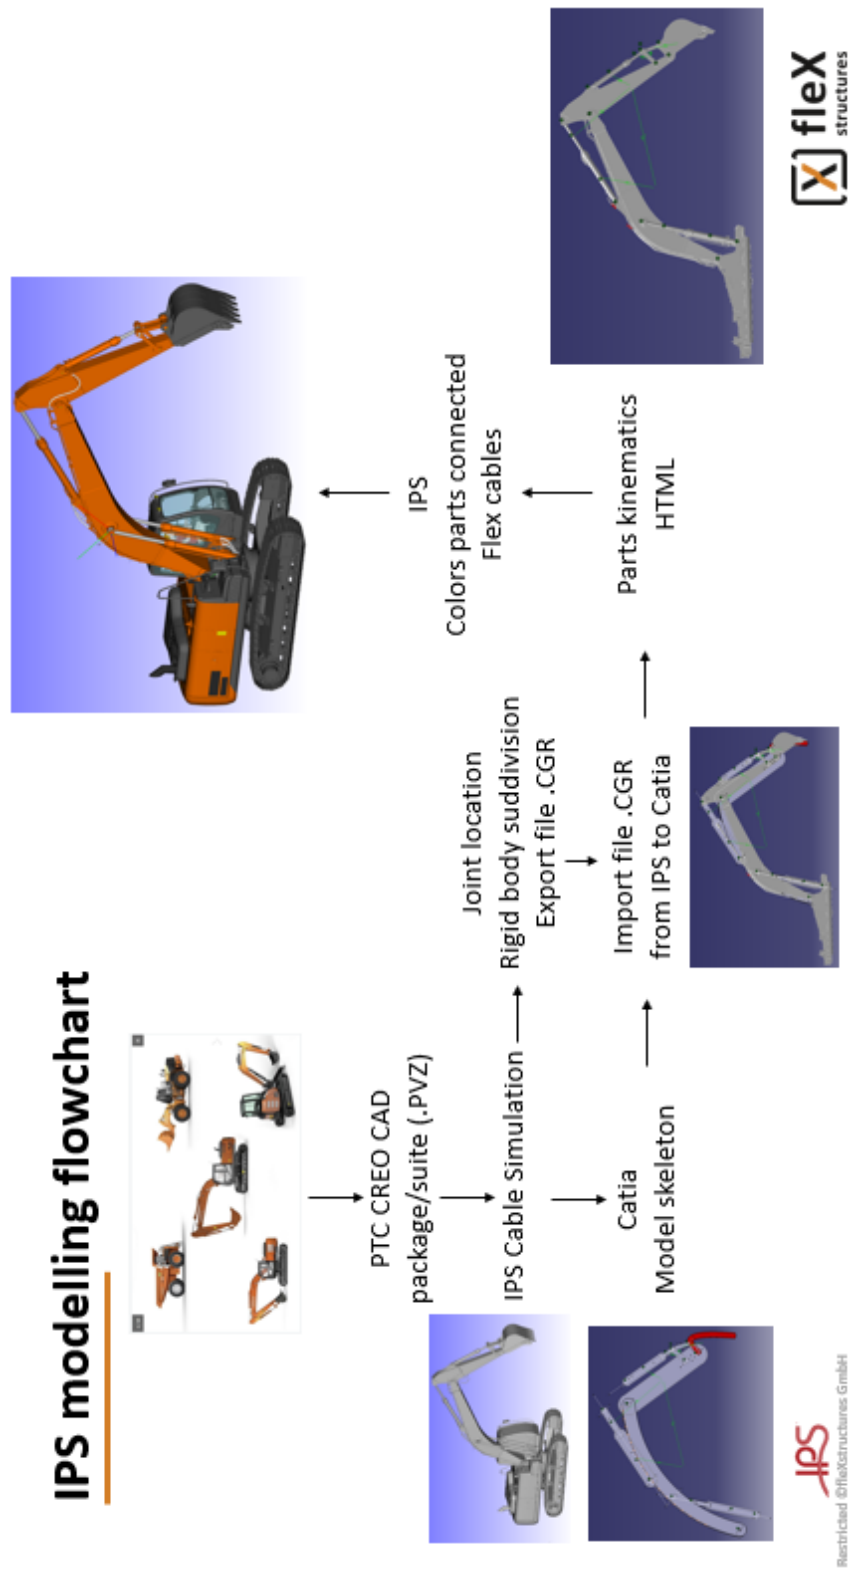 IPS modelling flowchart
PTC CREO CAD
package/suite (.PVZ)
IPS Cable Simulation
Catia
Model skeleton
Joint location
Rigid body suddivision
Export file .CGR
Import file .CGR
from IPS to Catia
Parts kinematics
HTML
IPS
Colors parts connected
Flex cables
IPS
Restricted ©fleXstructures GmbH
X fleX
structures